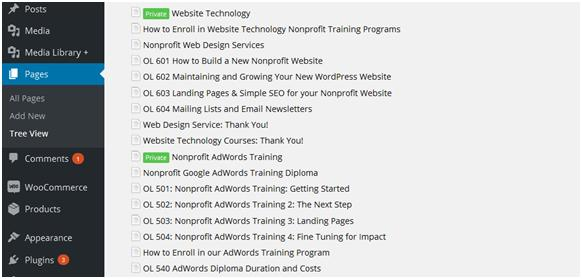 Posts
Media
Media Library +
Pages
All Pages
Add New
Tree View
Comments 1
WooCommerce
Products
Appearance
Plugins 3
Private Website Technology
How to Enroll in Website Technology Nonprofit Training Programs
Nonprofit Web Design Services
OL 601 How to Build a New Nonprofit Website
OL 602 Maintaining and Growing Your New WordPress Website
OL 603 Landing Pages & Simple SEO for your Nonprofit Website
OL 604 Mailing Lists and Email Newsletters
Web Design Service: Thank You!
Website Technology Courses: Thank You!
Private Nonprofit AdWords Training
Nonprofit Google AdWords Training Diploma
OL 501: Nonprofit AdWords Training: Getting Started
OL 502: Nonprofit AdWords Training 2: The Next Step
OL 503: Nonprofit AdWords Training 3: Landing Pages
OL 504: Nonprofit AdWords Training 4: Fine Tuning for Impact
How to Enroll in our AdWords Training Program
OL 540 AdWords Diploma Duration and Costs